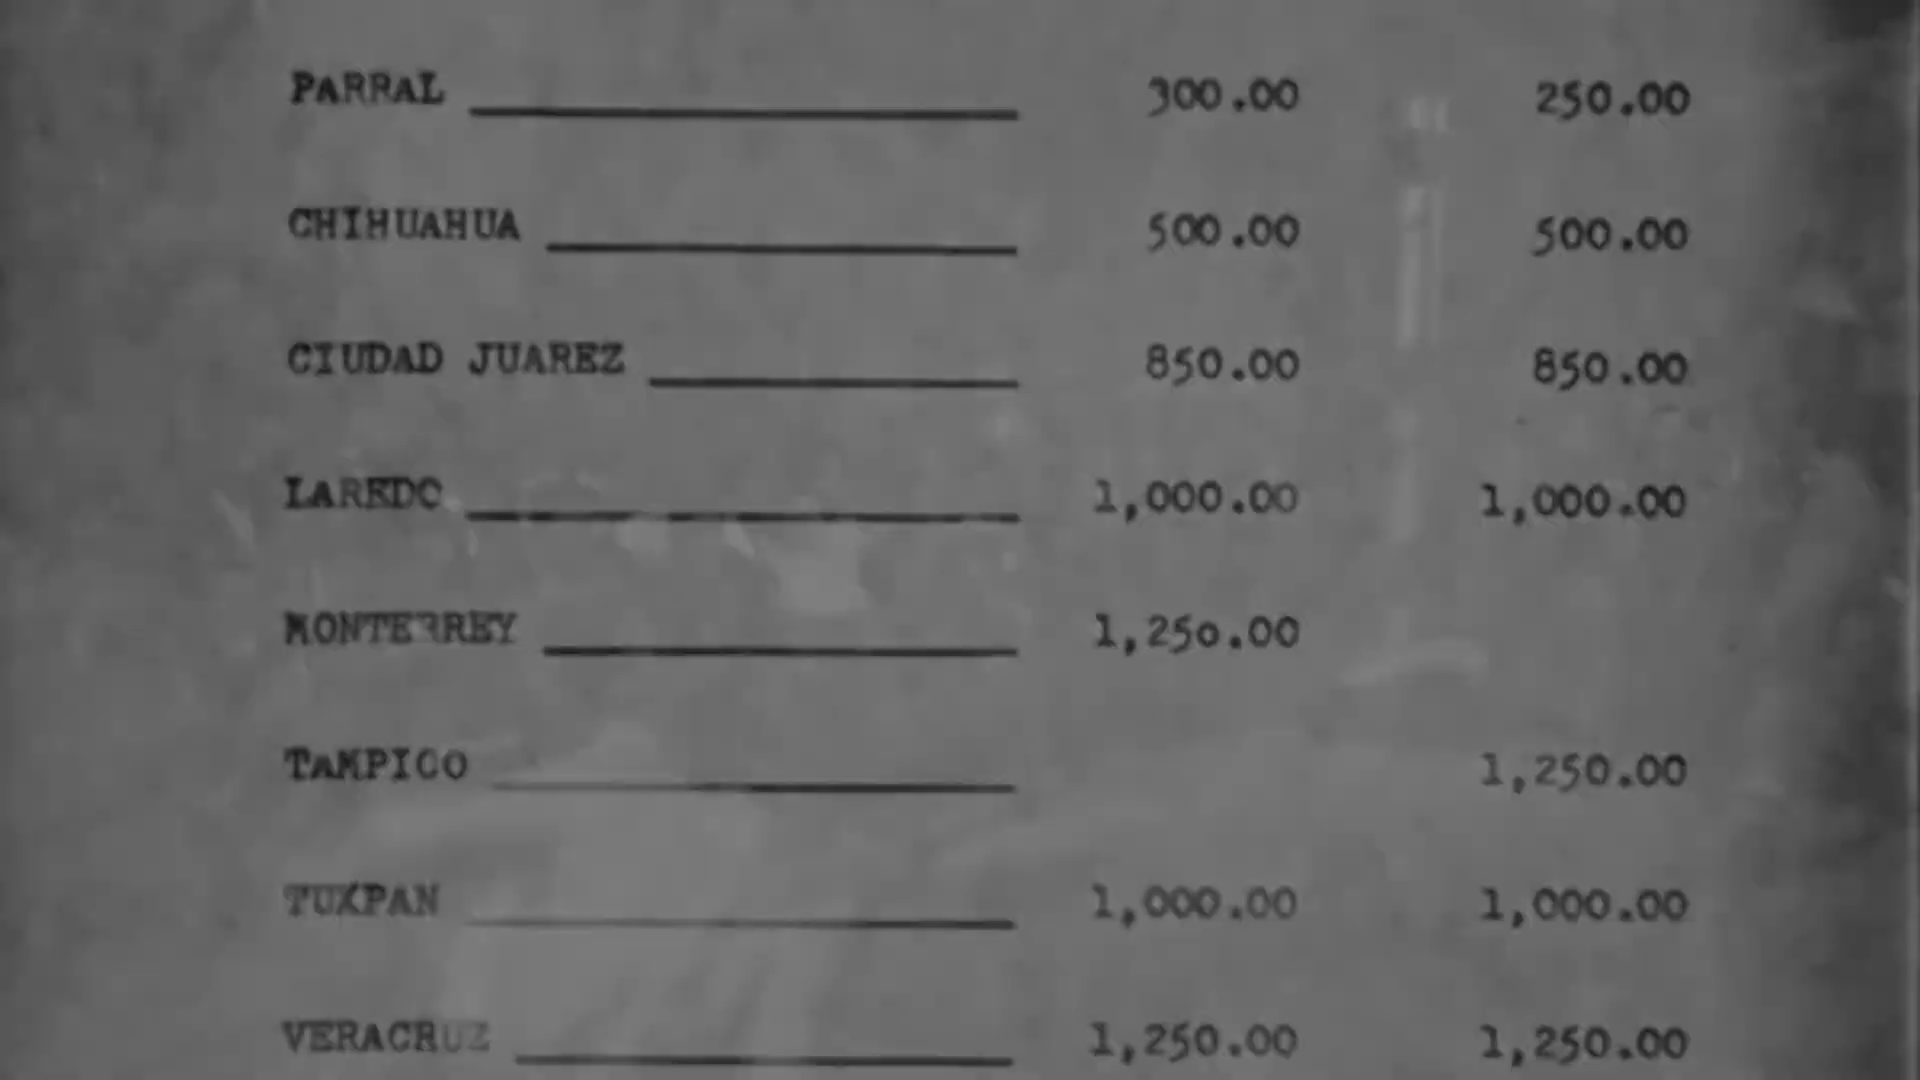 PARRAL 300.00 250.00
CHIHUAHUA 500.00 500.00
CIUDAD JUAREZ 850.00 850.00
LAREDO 1,000.00 1,000.00
MONTERREY 1,250.00
TAMPICO 1,250.00
TUXPAN 1,000.00 1,000.00
VERACRUZ 1,250.00 1,250.00